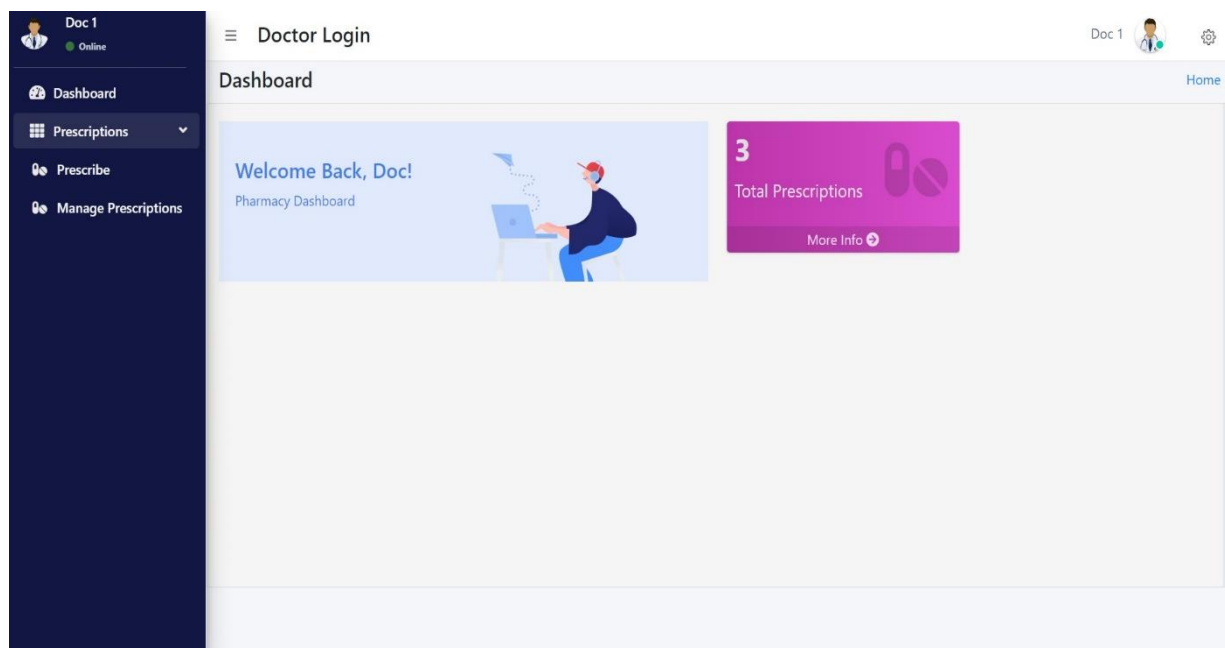 Doc 1
Online
Dashboard
Prescriptions
Prescribe
Manage Prescriptions
Doctor Login
Doc 1
Dashboard
Home
Welcome Back, Doc!
Pharmacy Dashboard
3
Total Prescriptions
More Info